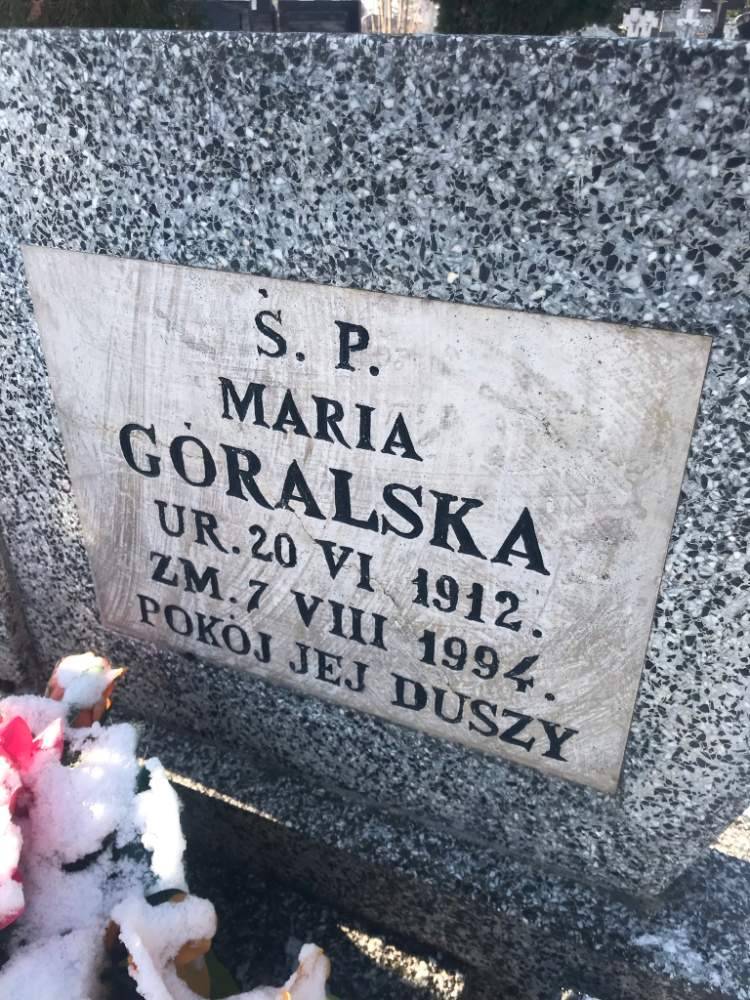 Ś. P.
MARIA
GÓRALSKA
UR. 20 VI 1912.
ZM. 7 VIII 1994.
POKÓJ JEJ DUSZY